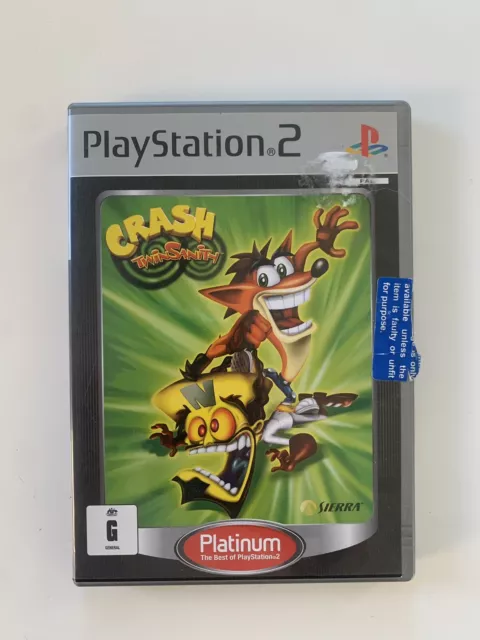 PlayStation®2
PAL
CRASH
TWINSANITY
available unless the
item is faulty or unfit
for purpose.
N
SIERRA
G
GENERAL
Platinum
The Best of PlayStation®2